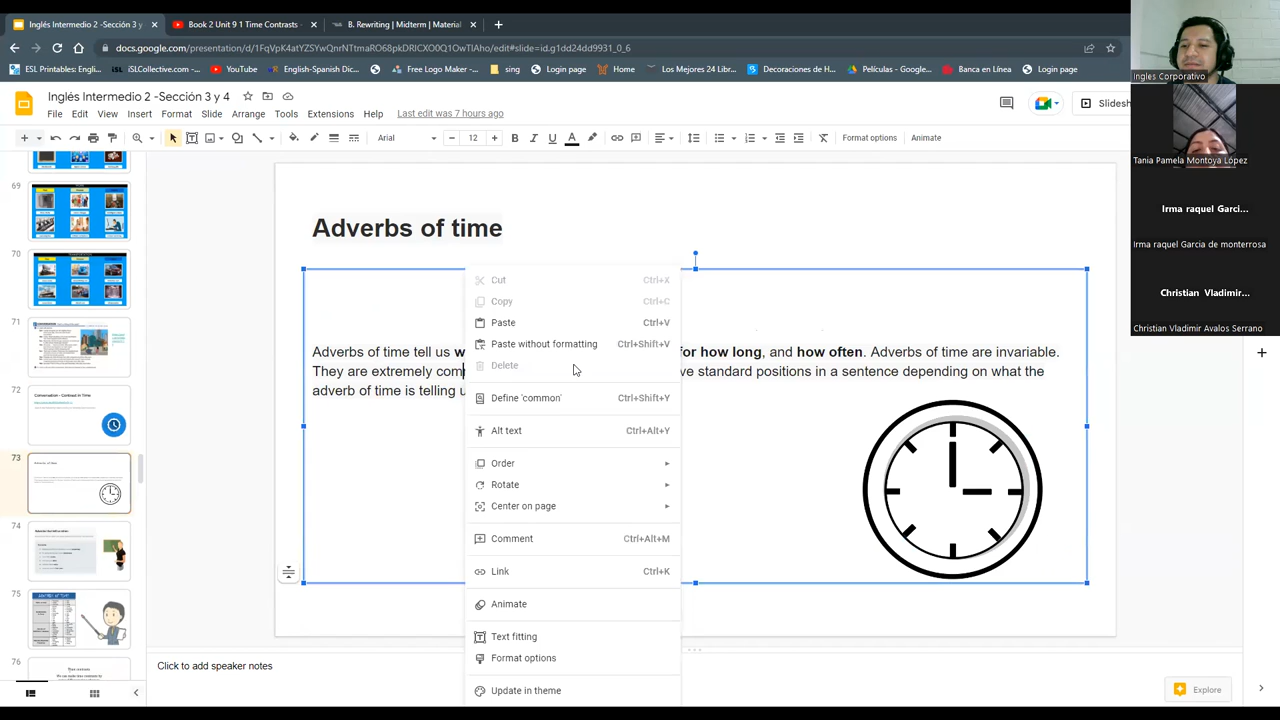 Inglés Intermedio 2 -Sección 3 y
Book 2 Unit 9 1 Time Contrasts -
B. Rewriting | Midterm | Material
docs.google.com/presentation/d/1FqVpK4atYZSYwQnrNTtmaRO68pkDRICXO0Q1OwTIAho/edit#slide=id.g1dd24dd9931_0_6
ESL Printables: Engli...
iSLCollective.com -...
YouTube
English-Spanish Dic...
Free Logo Maker -...
Login page
Home
Los Mejores 24 Libr...
Decoraciones de H...
Películas - Google...
Banca en Línea
Login page
Inglés Intermedio 2 -Sección 3 y 4
File Edit View Insert Format Slide Arrange Tools Extensions Help Last edit was 7 hours ago
Slidesh
Arial 12 Format options Animate
69
70
71
72
73
74
75
76
Conversation - Contrast in Time
Adverbs of time
Adverbs of time tell us w
for how long, and how often. Adverbs of time are invariable.
They are extremely com
ve standard positions in a sentence depending on what the
adverb of time is telling u
Cut Ctrl+X
Copy Ctrl+C
Paste Ctrl+V
Paste without formatting Ctrl+Shift+V
Delete
Define 'common' Ctrl+Shift+Y
Alt text Ctrl+Alt+Y
Order
Rotate
Center on page
Comment Ctrl+Alt+M
Link Ctrl+K
Animate
Text fitting
Format options
Update in theme
Click to add speaker notes
Explore
Ingles Corporativo
Tania Pamela Montoya López
Irma raquel Garci...
Irma raquel Garcia de monterrosa
Christian Vladimir...
Christian Vladimir Avalos Serrano